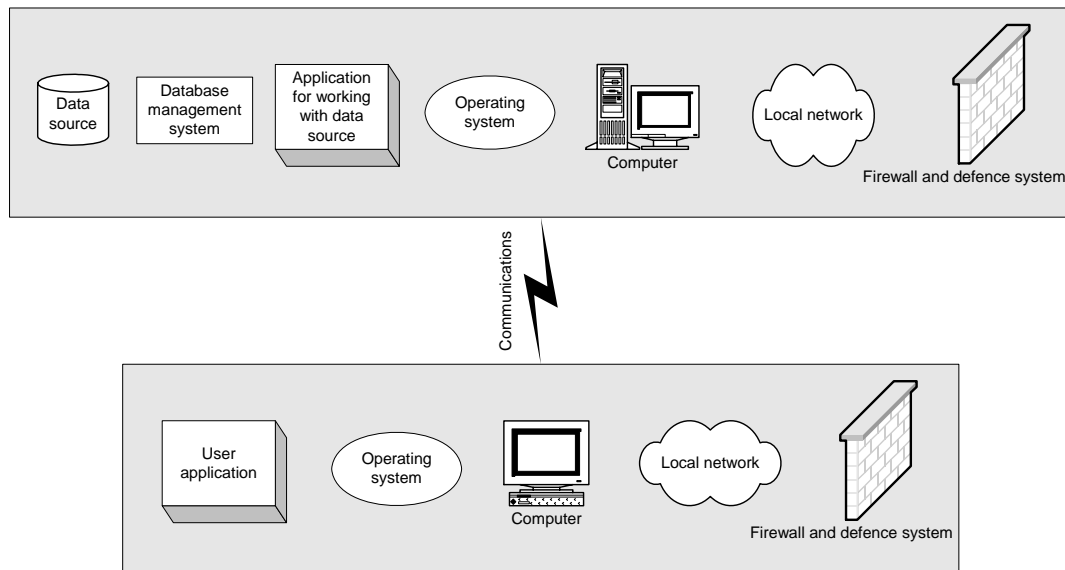 Data
source
Database
management
system
Application
for working
with data
source
Operating
system
Computer
Local network
Firewall and defence system
Communications
User
application
Operating
system
Computer
Local network
Firewall and defence system